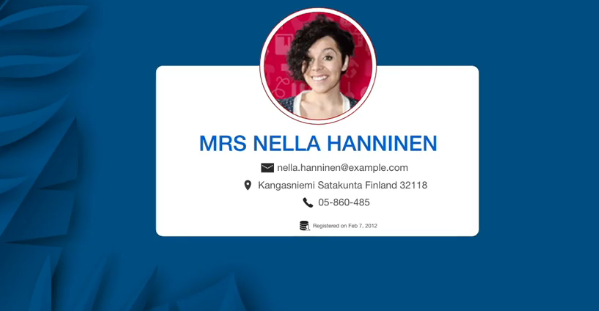 MRS NELLA HANNINEN
nella.hanninen@example.com
Kangasniemi Satakunta Finland 32118
05-860-485
Registered on Feb 7, 2012